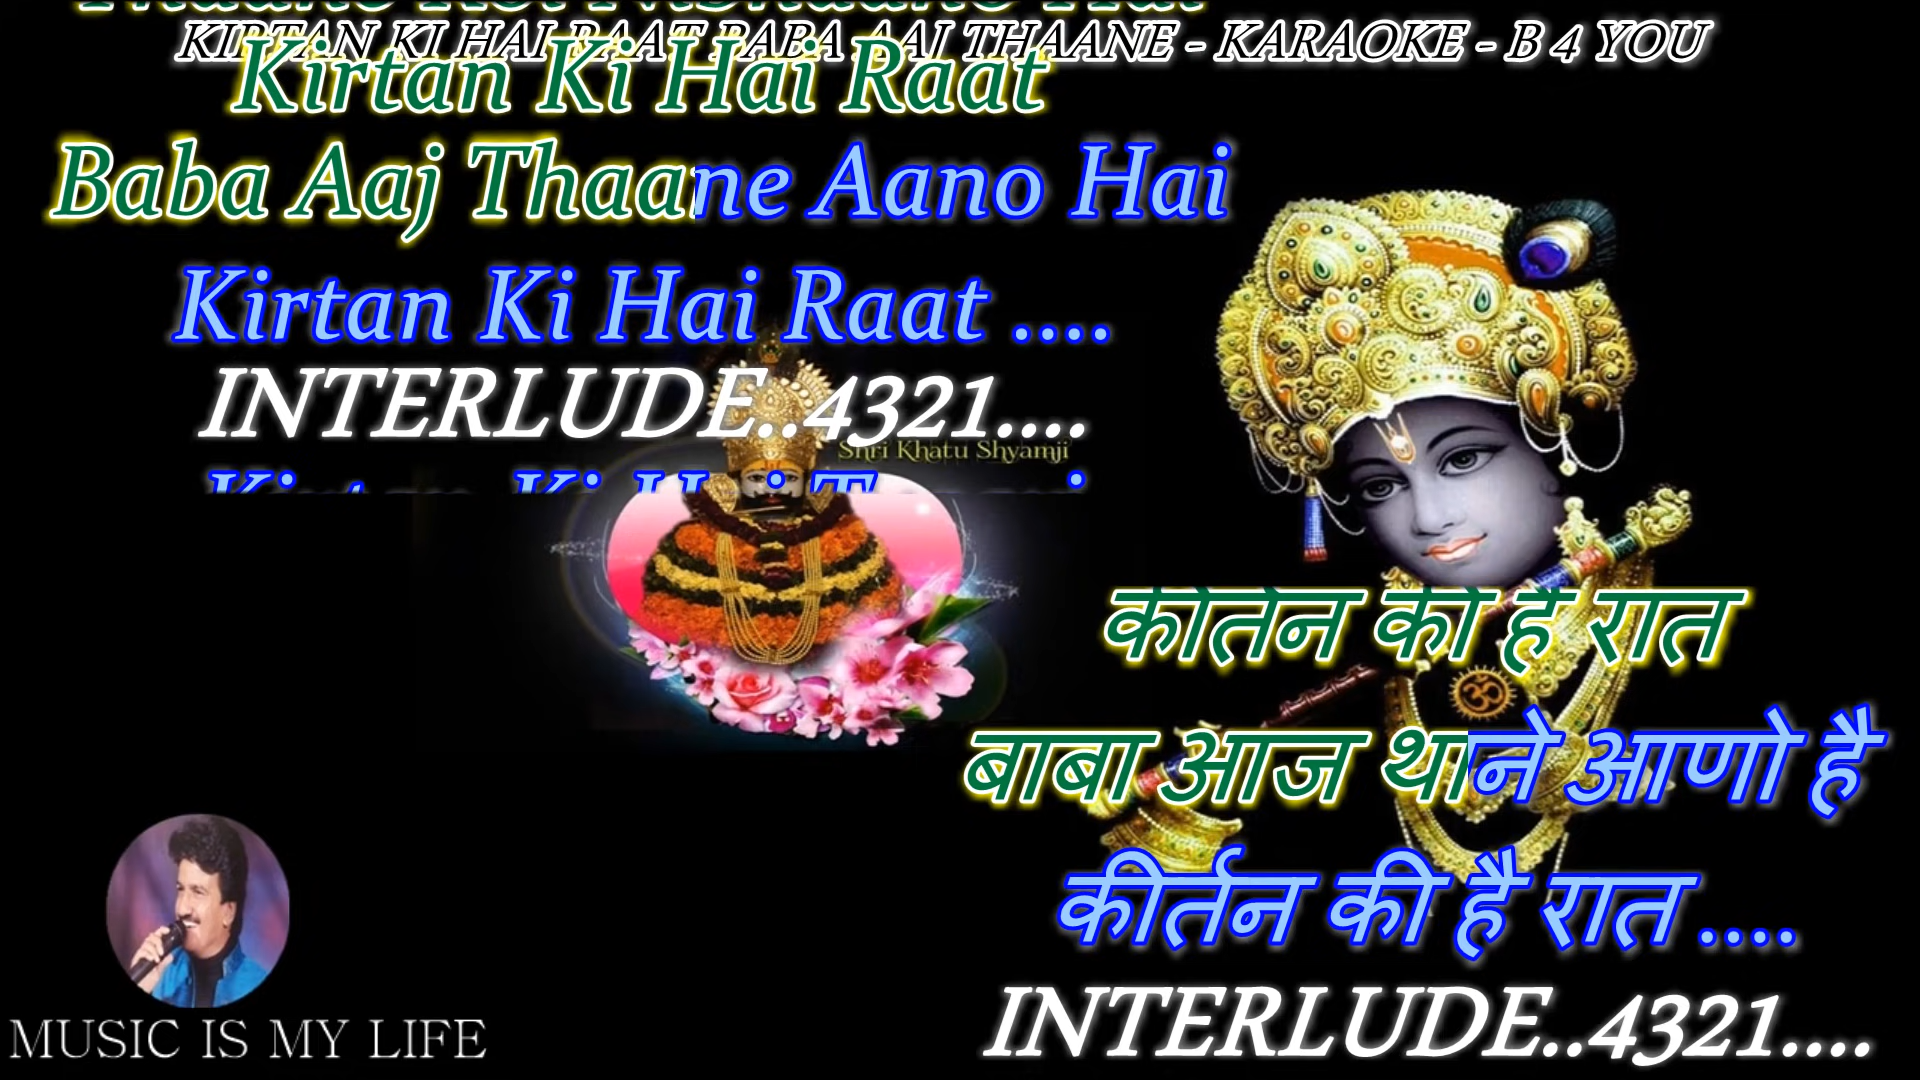 KIRTAN KI HAI RAAT BABA AAJ THAANE - KARAOKE - B 4 YOU
Kirtan Ki Hai Raat
Baba Aaj Thaane Aano Hai
Kirtan Ki Hai Raat ....
INTERLUDE..4321....
Shri Khatu Shyamji
कीर्तन की है रात
बाबा आज थाने आणो है
कीर्तन की है रात ....
INTERLUDE..4321....
MUSIC IS MY LIFE